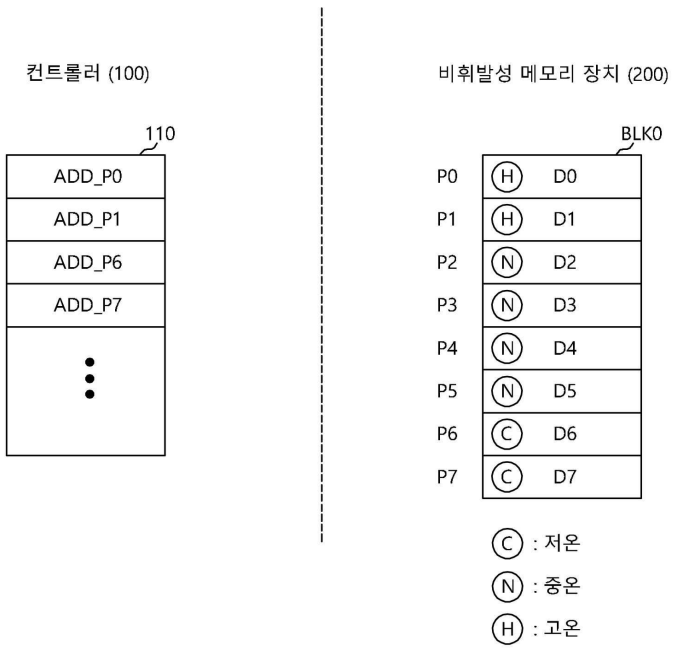 컨트롤러 (100)
비휘발성 메모리 장치 (200)
110
BLK0
ADD_P0
ADD_P1
ADD_P6
ADD_P7
P0 H D0
P1 H D1
P2 N D2
P3 N D3
P4 N D4
P5 N D5
P6 C D6
P7 C D7
C : 저온
N : 중온
H : 고온